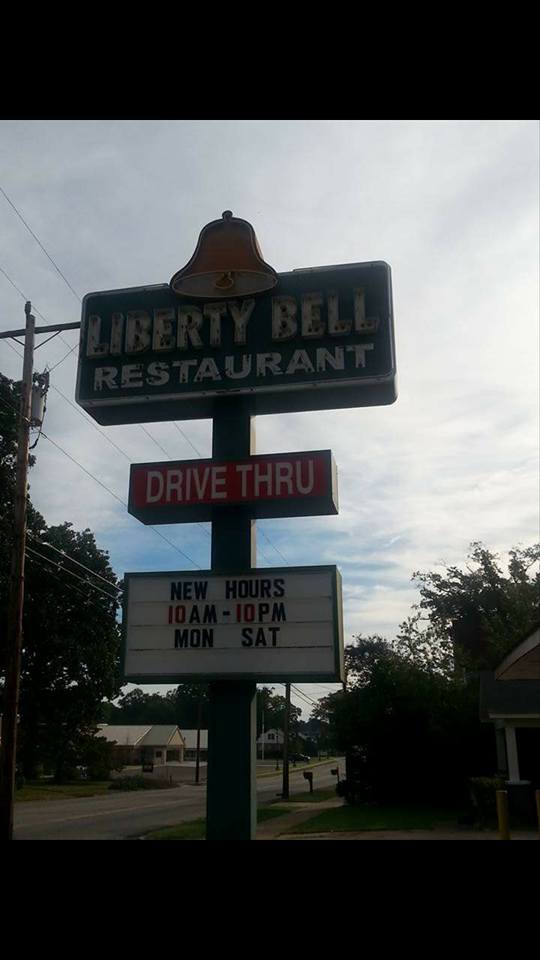 LIBERTY BELL
RESTAURANT
DRIVE THRU
NEW HOURS
10AM-10PM
MON SAT